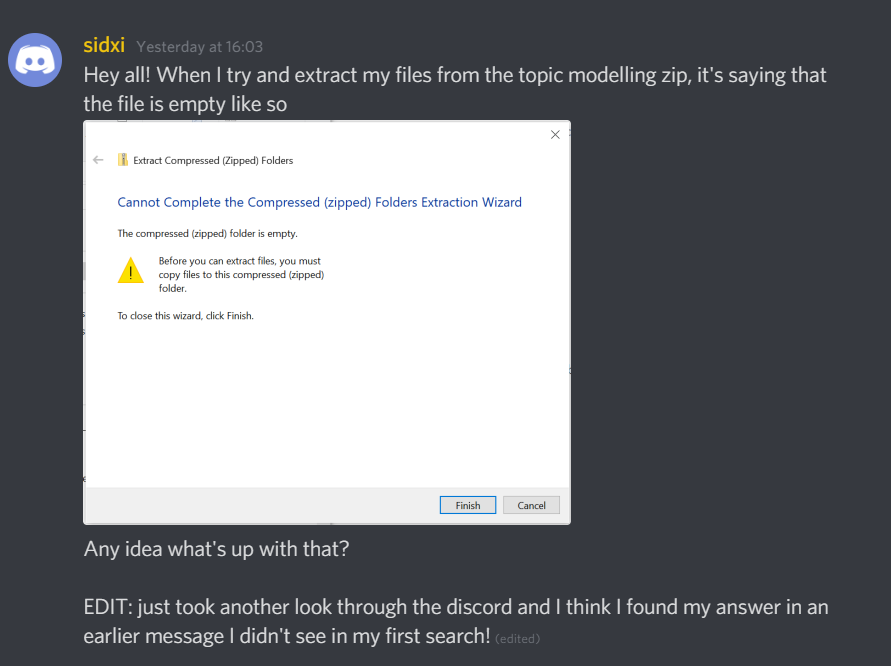 sidxi Yesterday at 16:03
Hey all! When I try and extract my files from the topic modelling zip, it's saying that
the file is empty like so
Extract Compressed (Zipped) Folders
Cannot Complete the Compressed (zipped) Folders Extraction Wizard
The compressed (zipped) folder is empty.
Before you can extract files, you must
copy files to this compressed (zipped)
folder.
To close this wizard, click Finish.
Finish Cancel
Any idea what's up with that?
EDIT: just took another look through the discord and I think I found my answer in an
earlier message I didn't see in my first search! (edited)